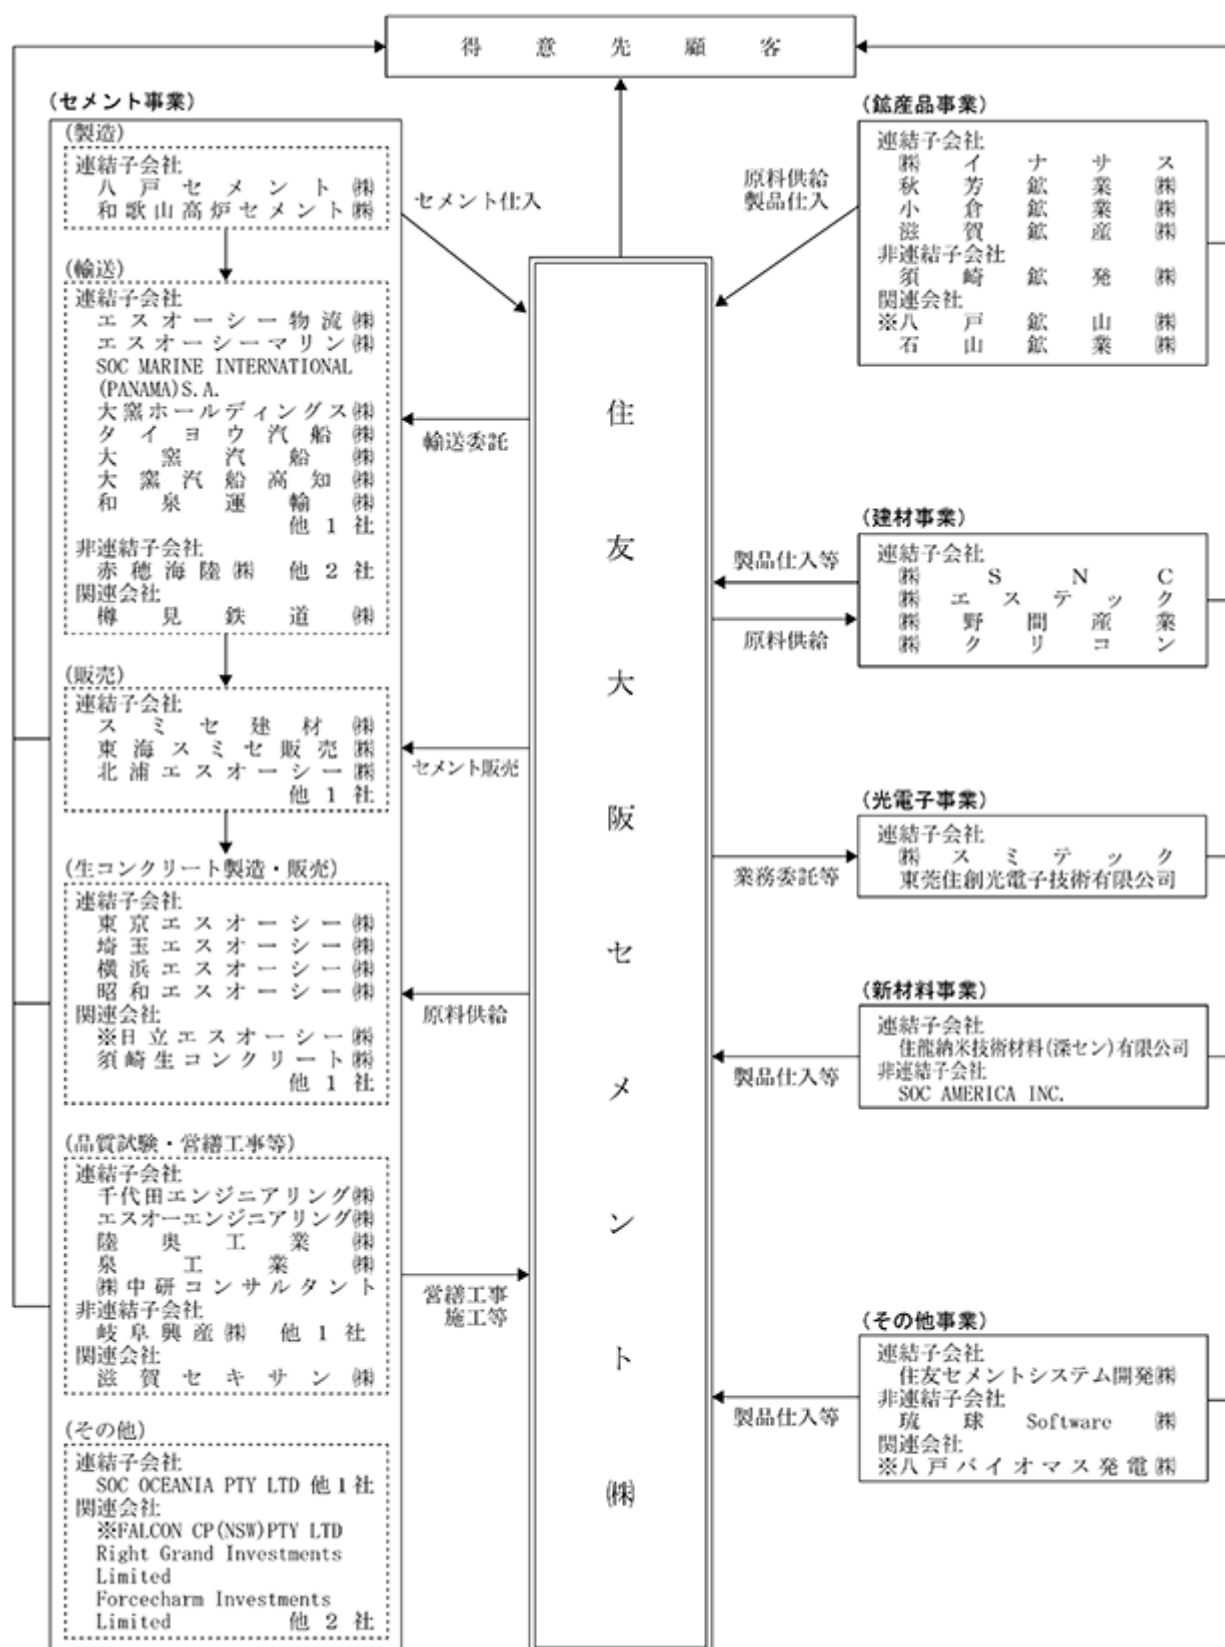 得意先顧客
(セメント事業)
(製造)
連結子会社
八戸セメント㈱
和歌山高炉セメント㈱
(輸送)
連結子会社
エスオーシー物流㈱
エスオーシーマリン㈱
SOC MARINE INTERNATIONAL
(PANAMA)S.A.
大窯ホールディングス㈱
タイヨウ汽船㈱
大窯汽船㈱
大窯汽船高知㈱
和泉運輸㈱
他1社
非連結子会社
赤穂海陸㈱ 他2社
関連会社
樽見鉄道㈱
(販売)
連結子会社
スミセ建材㈱
東海スミセ販売㈱
北浦エスオーシー㈱
他1社
(生コンクリート製造・販売)
連結子会社
東京エスオーシー㈱
埼玉エスオーシー㈱
横浜エスオーシー㈱
昭和エスオーシー㈱
関連会社
※日立エスオーシー㈱
須崎生コンクリート㈱
他1社
(品質試験・営繕工事等)
連結子会社
千代田エンジニアリング㈱
エスオーエンジニアリング㈱
陸奥工業㈱
泉工業㈱
㈱中研コンサルタント
非連結子会社
岐阜興産㈱ 他1社
関連会社
滋賀セキサン㈱
(その他)
連結子会社
SOC OCEANIA PTY LTD 他1社
関連会社
※FALCON CP(NSW)PTY LTD
Right Grand Investments
Limited
Forcecharm Investments
Limited 他2社
セメント仕入
輸送委託
セメント販売
原料供給
営繕工事
施工等
住友大阪セメント㈱
原料供給
製品仕入
製品仕入等
原料供給
業務委託等
製品仕入等
製品仕入等
(鉱産品事業)
連結子会社
㈱イナサス
秋芳鉱業㈱
小倉鉱業㈱
滋賀鉱産㈱
非連結子会社
須崎鉱発㈱
関連会社
※八戸鉱山㈱
石山鉱業㈱
(建材事業)
連結子会社
㈱SNC
㈱エステック
㈱野間産業
㈱クリコン
(光電子事業)
連結子会社
㈱スミテック
東莞住創光電子技術有限公司
(新材料事業)
連結子会社
住龍納米技術材料(深セン)有限公司
非連結子会社
SOC AMERICA INC.
(その他事業)
連結子会社
住友セメントシステム開発㈱
非連結子会社
琉球Software㈱
関連会社
※八戸バイオマス発電㈱